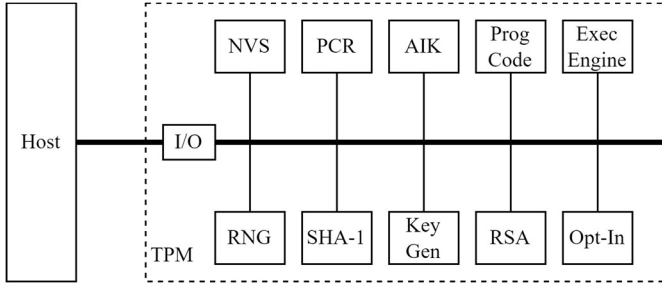 NVS
PCR
AIK
Prog
Code
Exec
Engine
Host
I/O
RNG
SHA-1
Key
Gen
RSA
Opt-In
TPM